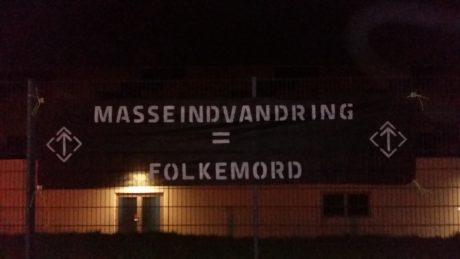 MASSEINDVANDRING
=
FOLKEMORD